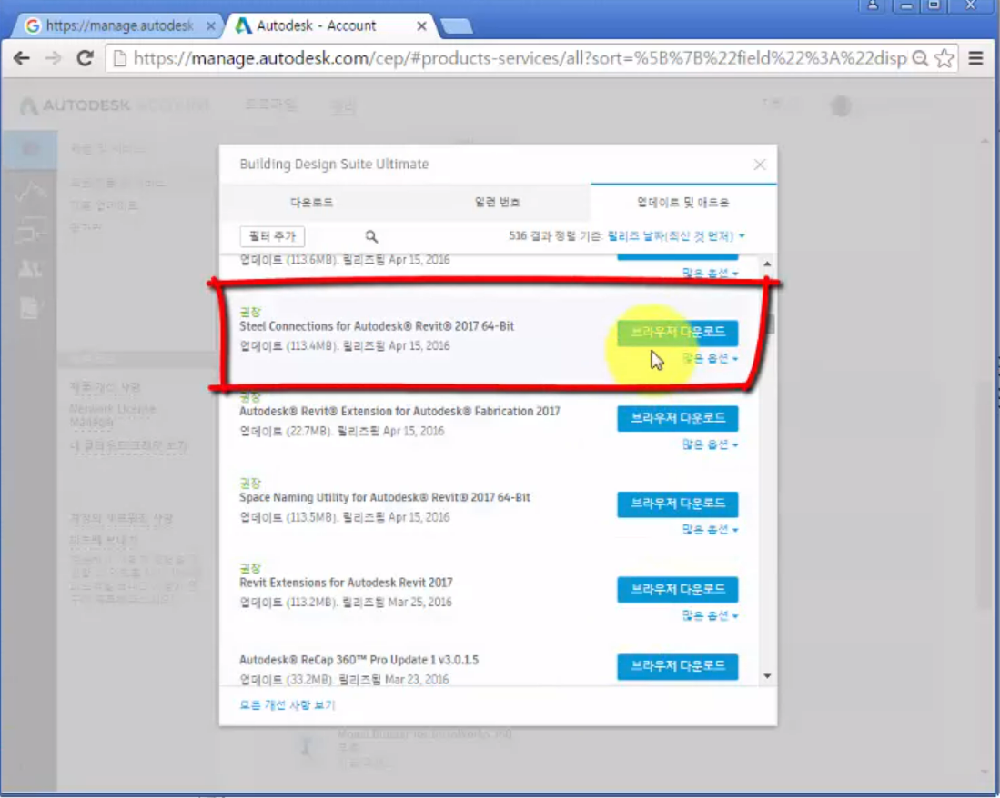 https://manage.autodesk
Autodesk - Account
https://manage.autodesk.com/cep/#products-services/all?sort=%5B%7B%22field%22%3A%22disp
AUTODESK
Building Design Suite Ultimate
다운로드 일련 번호 업데이트 및 애드온
필터 추가 516 결과 정렬 기준: 릴리즈 날짜(최신 것 먼저)
업데이트 (113.6MB). 릴리즈됨 Apr 15, 2016
많은 옵션
권장
Steel Connections for Autodesk® Revit® 2017 64-Bit
브라우저 다운로드
업데이트 (113.4MB). 릴리즈됨 Apr 15, 2016
많은 옵션
권장
Autodesk® Revit® Extension for Autodesk® Fabrication 2017
브라우저 다운로드
업데이트 (22.7MB). 릴리즈됨 Apr 15, 2016
많은 옵션
권장
Space Naming Utility for Autodesk® Revit® 2017 64-Bit
브라우저 다운로드
업데이트 (113.5MB). 릴리즈됨 Apr 15, 2016
많은 옵션
권장
Revit Extensions for Autodesk Revit 2017
브라우저 다운로드
업데이트 (113.2MB). 릴리즈됨 Mar 25, 2016
많은 옵션
Autodesk® ReCap 360™ Pro Update 1 v3.0.1.5
브라우저 다운로드
업데이트 (33.2MB). 릴리즈됨 Mar 23, 2016
모든 개선 사항 보기